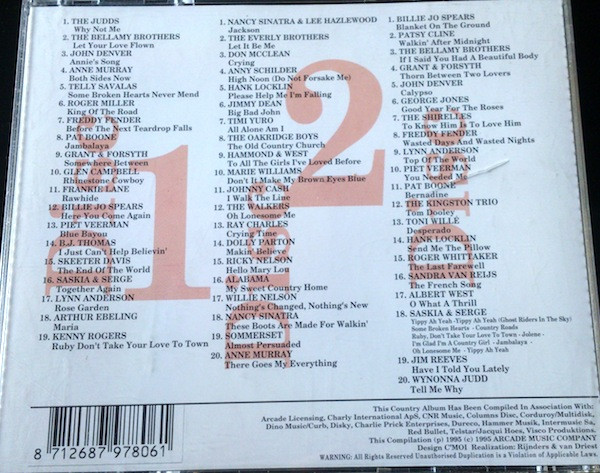 1. THE JUDDS
Why Not Me
2. THE BELLAMY BROTHERS
Let Your Love Flown
3. JOHN DENVER
Annie's Song
4. ANNE MURRAY
Both Sides Now
5. TELLY SAVALAS
Some Broken Hearts Never Mend
6. ROGER MILLER
King Of The Road
7. FREDDY FENDER
Before The Next Teardrop Falls
8. PAT BOONE
Jambalaya
9. GRANT & FORSYTH
Somewhere Between
10. GLEN CAMPBELL
Rhinestone Cowboy
11. FRANKIE LANE
Rawhide
12. BILLIE JO SPEARS
Here You Come Again
13. PIET VEERMAN
Blue Bayou
14. B.J. THOMAS
I Just Can't Help Believin'
15. SKEETER DAVIS
The End Of The World
16. SASKIA & SERGE
Together Again
17. LYNN ANDERSON
Rose Garden
18. ARTHUR EBELING
Maria
19. KENNY ROGERS
Ruby Don't Take Your Love To Town
1. NANCY SINATRA & LEE HAZLEWOOD
Jackson
2. THE EVERLY BROTHERS
Let It Be Me
3. DON MCCLEAN
Crying
4. ANNY SCHILDER
High Noon (Do Not Forsake Me)
5. HANK LOCKLIN
Please Help Me I'm Falling
6. JIMMY DEAN
Big Bad John
7. TIMI YURO
All Alone Am I
8. THE OAKRIDGE BOYS
The Old Country Church
9. HAMMOND & WEST
To All The Girls I've Loved Before
10. MARIE WILLIAMS
Don't It Make My Brown Eyes Blue
11. JOHNNY CASH
I Walk The Line
12. THE WALKERS
Oh Lonesome Me
13. RAY CHARLES
Crying Time
14. DOLLY PARTON
Makin' Believe
15. RICKY NELSON
Hello Mary Lou
16. ALABAMA
My Sweet Country Home
17. WILLIE NELSON
Nothing's Changed, Nothing's New
18. NANCY SINATRA
These Boots Are Made For Walkin'
19. SOMMERSET
Almost Persuaded
20. ANNE MURRAY
There Goes My Everything
1. BILLIE JO SPEARS
Blanket On The Ground
2. PATSY CLINE
Walkin' After Midnight
3. THE BELLAMY BROTHERS
If I Said You Had A Beautiful Body
4. GRANT & FORSYTH
Thorn Between Two Lovers
5. JOHN DENVER
Calypso
6. GEORGE JONES
Good Year For The Roses
7. THE SHIRELLES
To Know Him Is To Love Him
8. FREDDY FENDER
Wasted Days And Wasted Nights
9. LYNN ANDERSON
Top Of The World
10. PIET VEERMAN
You Needed Me
11. PAT BOONE
Bernadine
12. THE KINGSTON TRIO
Tom Dooley
13. TONI WILLÉ
Desperado
14. HANK LOCKLIN
Send Me The Pillow
15. ROGER WHITTAKER
The Last Farewell
16. SANDRA VAN REIJS
The French Song
17. ALBERT WEST
O What A Thrill
18. SASKIA & SERGE
Yippy Ah Yeah -Yippy Ah Yeah (Ghost Riders In The Sky)
Some Broken Hearts - Country Roads
Ruby, Don't Take Your Love To Town - Jolene -
I'm Glad I'm A Country Girl - Jambalaya -
Oh Lonesome Me - Yippy Ah Yeah
19. JIM REEVES
Have I Told You Lately
20. WYNONNA JUDD
Tell Me Why
1
2
8 712687 978061
This Country Album Has Been Compiled In Association With:
Arcade Licensing, Charly International ApS, CNR Music, Columns Disc, Corduroy/Multidisk,
Dino Music/Curb, Disky, Charlie Prick Enterprises, Dureco, Hammer Musik, Intermusic Sa,
Red Bullet, Telstar/Jacqui Hoes, Visco Produktions.
This Compilation (p) 1995 (c) 1995 ARCADE MUSIC COMPANY
Design C'MOI Realization: Rijnders & van Driest
WARNING: All Rights Reserved Unauthorised Duplication is a Violation of Applicable Laws.